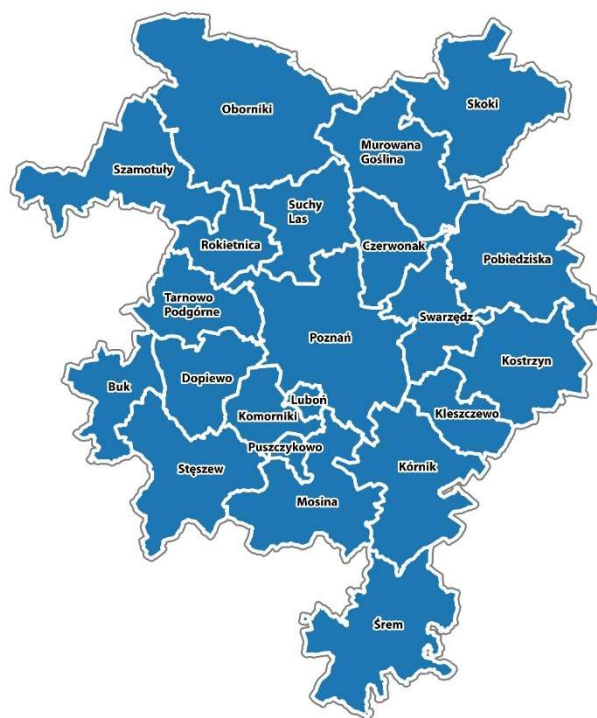 Skoki
Oborniki
Murowana
Goślina
Szamotuły
Suchy
Las
Rokietnica
Czerwonak
Pobiedziska
Tarnowo
Podgórne
Swarzędz
Poznań
Kostrzyn
Buk
Dopiewo
Luboń
Komorniki
Kleszczewo
Puszczykowo
Stęszew
Kórnik
Mosina
Śrem